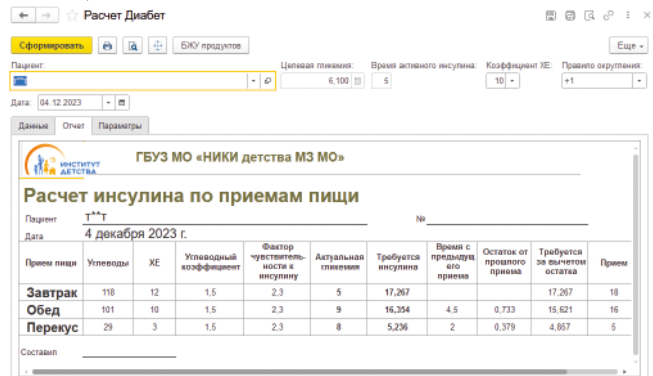 Расчет Диабет
Сформировать БЖУ продуктов Еще
Пациент: Целевая гликемия: Время активного инсулина: Коэффициент ХЕ: Правило округления:
6,100 5 10 +1
Дата: 04.12.2023
Данные Отчет Параметры
ИНСТИТУТ
ДЕТСТВА
ГБУЗ МО «НИКИ детства МЗ МО»
Расчет инсулина по приемам пищи
Пациент Т**Т №
Дата 4 декабря 2023 г.
Прием пищи Углеводы ХЕ Углеводный коэффициент Фактор чувствительности к инсулину Актуальная гликемия Требуется инсулина Время с предыдущего приема Остаток от прошлого приема Требуется за вычетом остатка Прием
Завтрак 118 12 1,5 2,3 5 17,267 17,267 18
Обед 101 10 1,5 2,3 9 16,354 4,5 0,733 15,621 16
Перекус 29 3 1,5 2,3 8 5,236 2 0,379 4,857 5
Составил